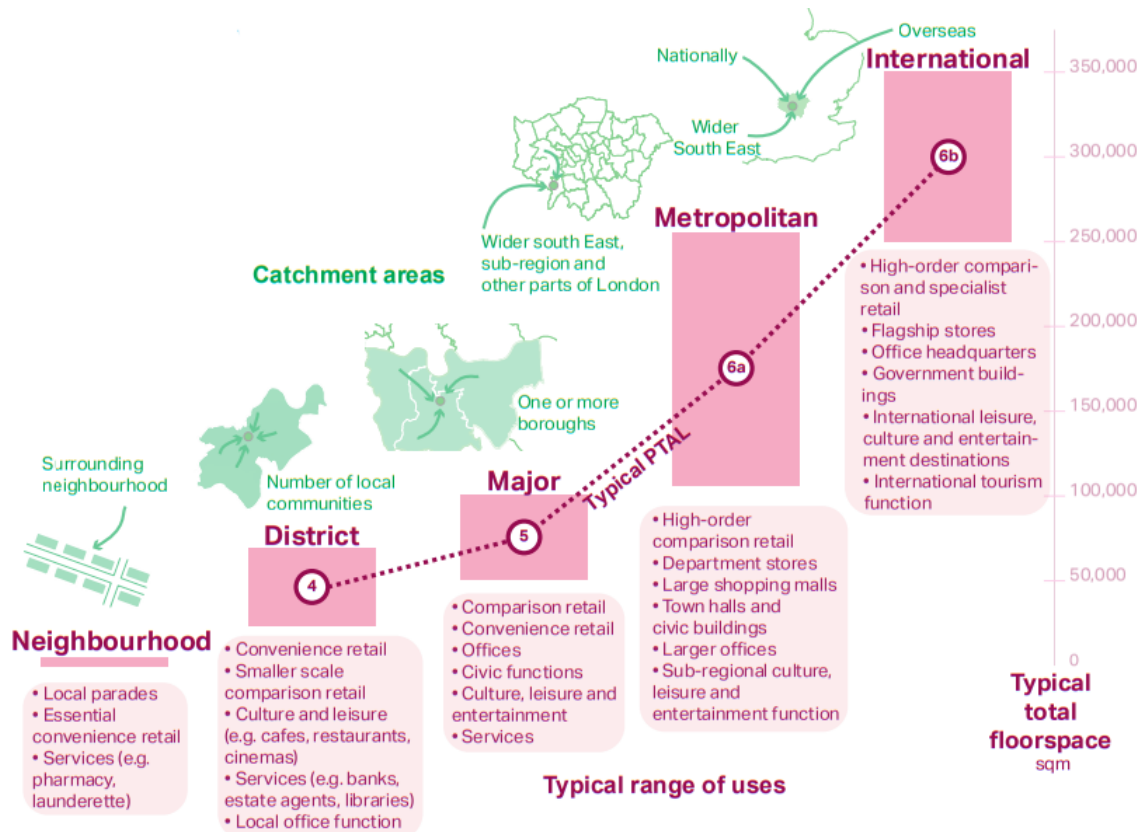 Overseas
International
Nationally
Wider
South East
350,000
300,000
250,000
200,000
150,000
100,000
50,000
0
6b
Metropolitan
Wider south East,
sub-region and
other parts of London
Catchment areas
6a
• High-order compari-
son and specialist
retail
• Flagship stores
• Office headquarters
• Government build-
ings
• International leisure,
culture and entertain-
ment destinations
• International tourism
function
One or more
boroughs
Typical PTAL
Major
5
Number of local
communities
District
4
Surrounding
neighbourhood
Neighbourhood
• Local parades
• Essential
convenience retail
• Services (e.g.
pharmacy,
launderette)
• Convenience retail
• Smaller scale
comparison retail
• Culture and leisure
(e.g. cafes, restaurants,
cinemas)
• Services (e.g. banks,
estate agents, libraries)
• Local office function
• Comparison retail
• Convenience retail
• Offices
• Civic functions
• Culture, leisure and
entertainment
• Services
• High-order
comparison retail
• Department stores
• Large shopping malls
• Town halls and
civic buildings
• Larger offices
• Sub-regional culture,
leisure and
entertainment function
Typical range of uses
Typical
total
floorspace
sqm